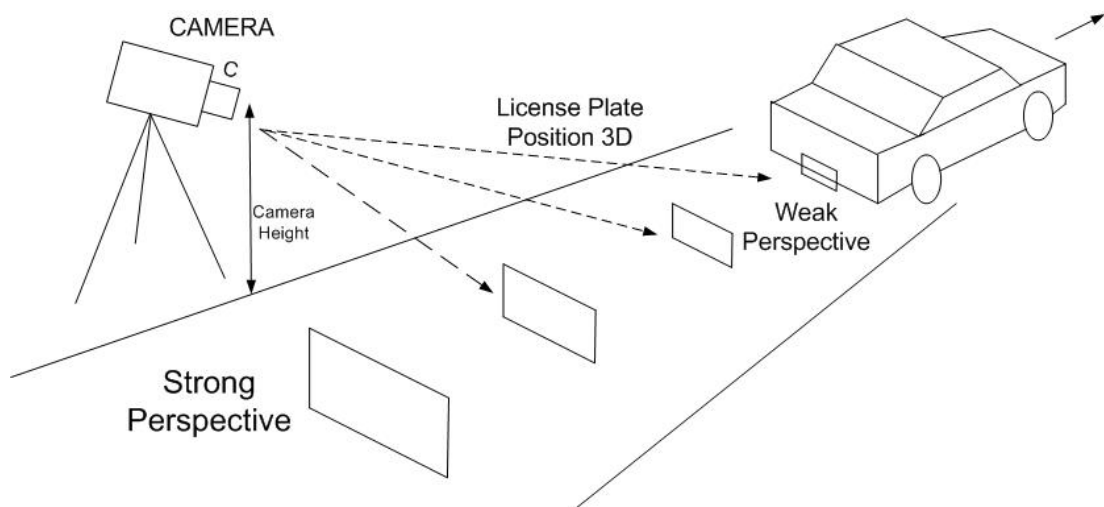 CAMERA
C
License Plate
Position 3D
Camera
Height
Weak
Perspective
Strong
Perspective